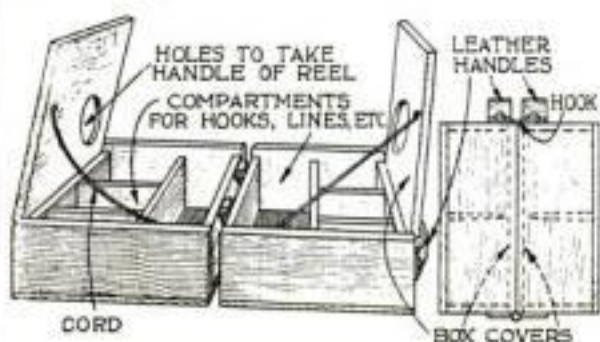 HOLES TO TAKE
HANDLE OF REEL
COMPARTMENTS
FOR HOOKS, LINES, ETC
LEATHER
HANDLES
HOOK
CORD
BOX COVERS